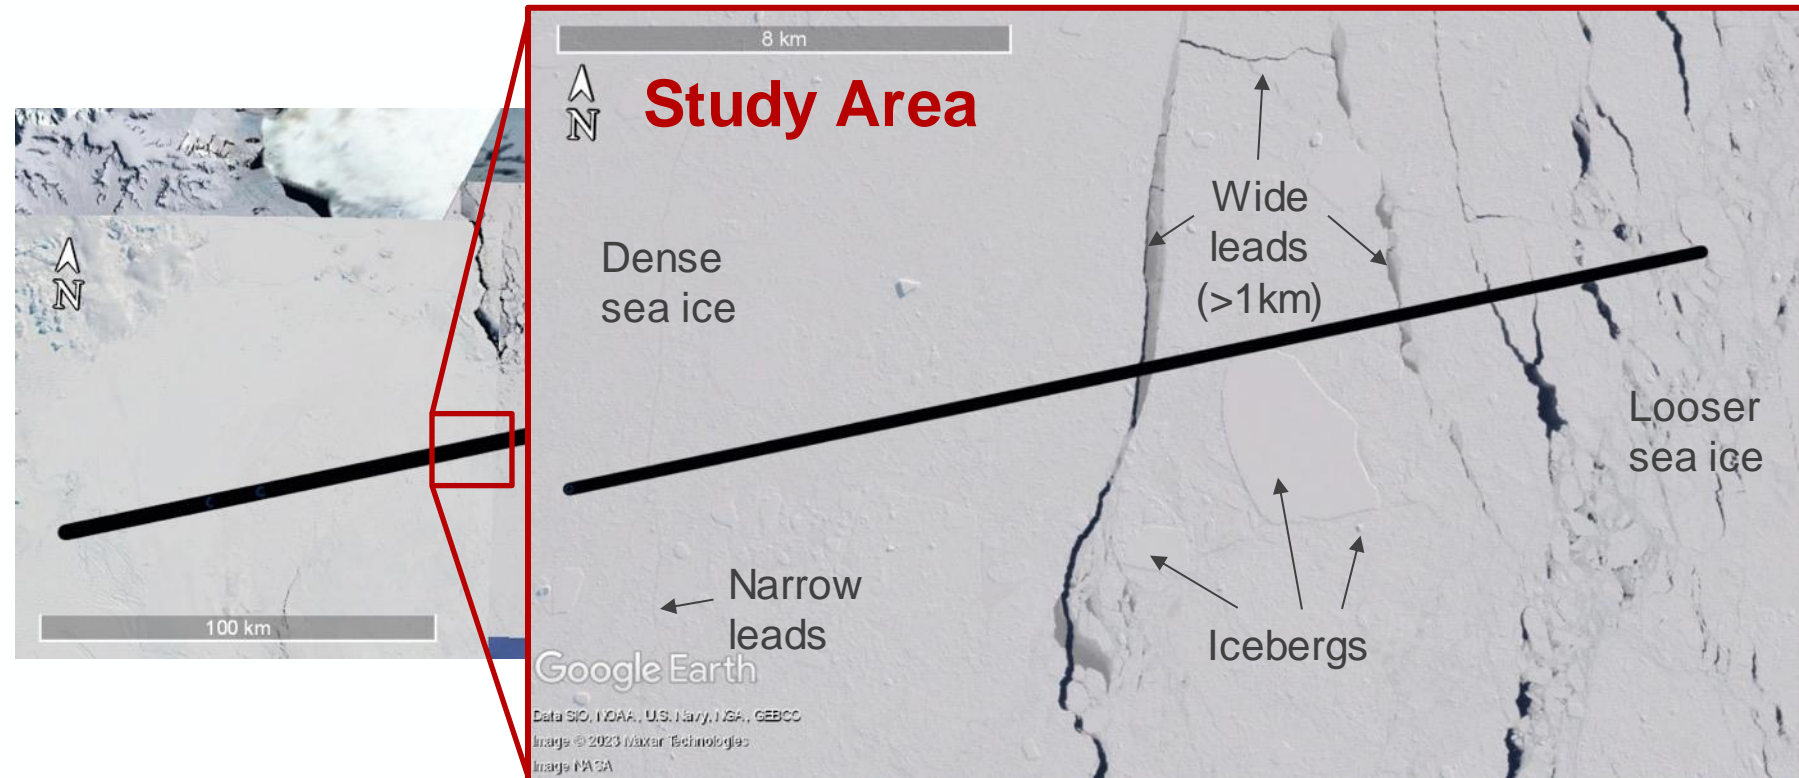 N
100 km
8 km
N
Study Area
Dense
sea ice
Wide
leads
(>1km)
Looser
sea ice
Narrow
leads
Icebergs
Google Earth
Data SIO, NOAA, U.S. Navy, NGA, GEBCO
Image © 2023 Maxar Technologies
Image NASA